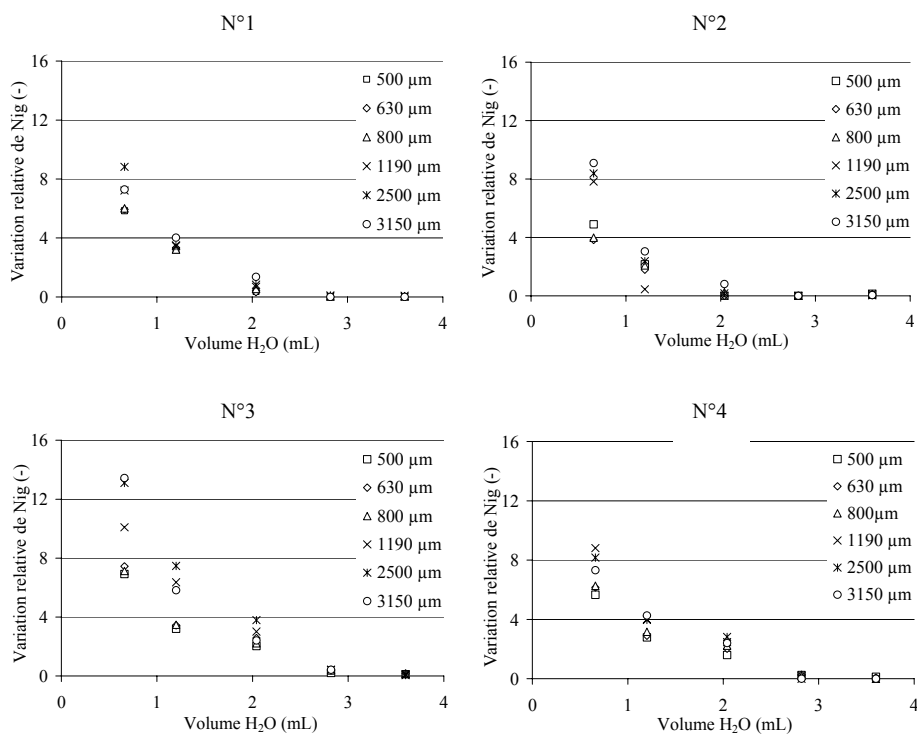 N°1
Variation relative de Nig (-)
16
12
8
4
0
0 1 2 3 4
Volume H₂O (mL)
500 µm
630 µm
800 µm
1190 µm
2500 µm
3150 µm
N°2
Variation relative de Nig (-)
16
12
8
4
0
0 1 2 3 4
Volume H₂O (mL)
500 µm
630 µm
800 µm
1190 µm
2500 µm
3150 µm
N°3
Variation relative de Nig (-)
16
12
8
4
0
0 1 2 3 4
Volume H₂O (mL)
500 µm
630 µm
800 µm
1190 µm
2500 µm
3150 µm
N°4
Variation relative de Nig (-)
16
12
8
4
0
0 1 2 3 4
Volume H₂O (mL)
500 µm
630 µm
800µm
1190 µm
2500 µm
3150 µm